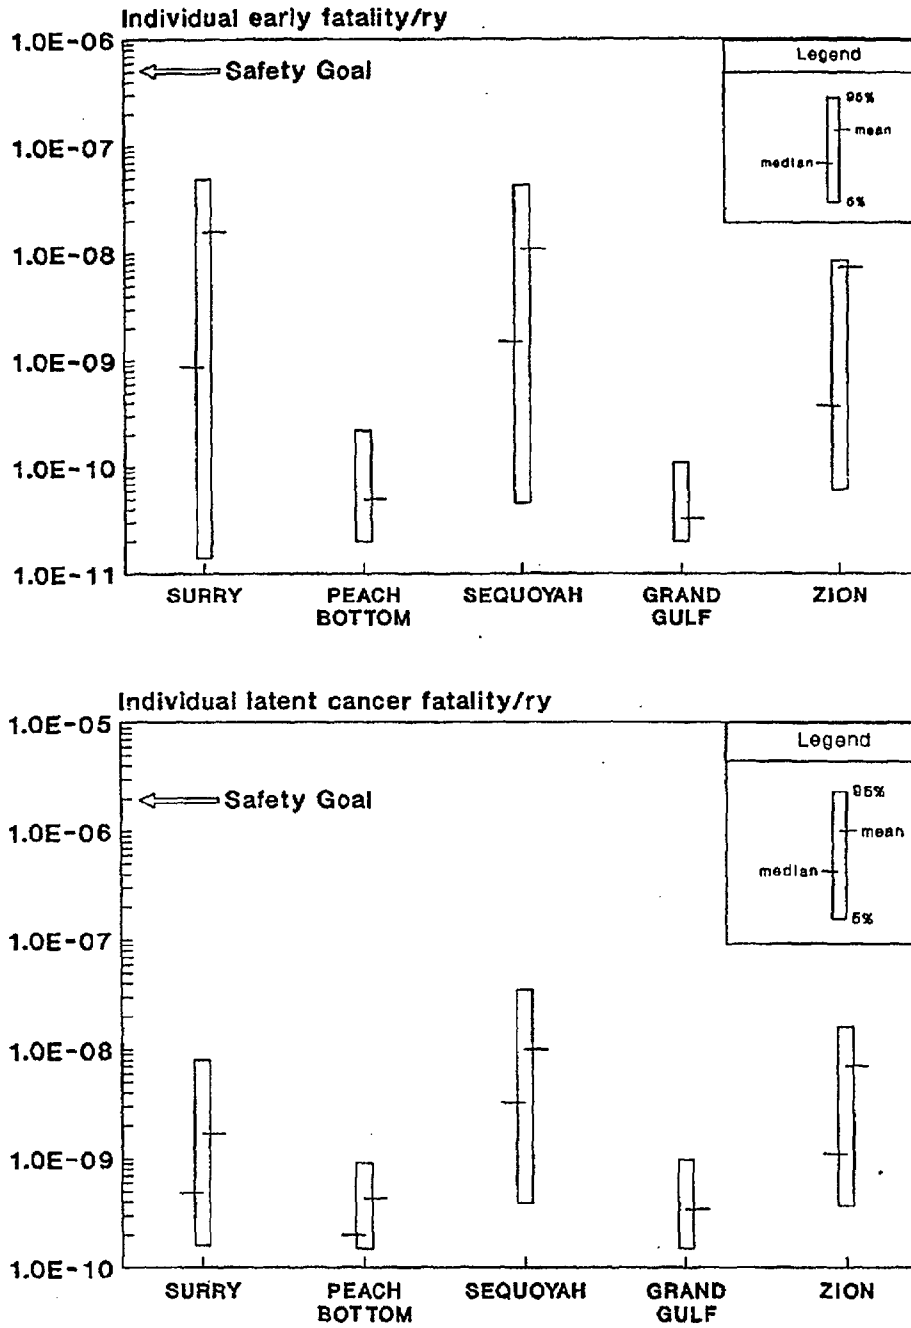 Individual early fatality/ry
1.0E-06
Safety Goal
Legend
95%
mean
median
5%
1.0E-07
1.0E-08
1.0E-09
1.0E-10
1.0E-11
SURRY
PEACH BOTTOM
SEQUOYAH
GRAND GULF
ZION
Individual latent cancer fatality/ry
1.0E-05
Safety Goal
Legend
95%
mean
median
5%
1.0E-06
1.0E-07
1.0E-08
1.0E-09
1.0E-10
SURRY
PEACH BOTTOM
SEQUOYAH
GRAND GULF
ZION